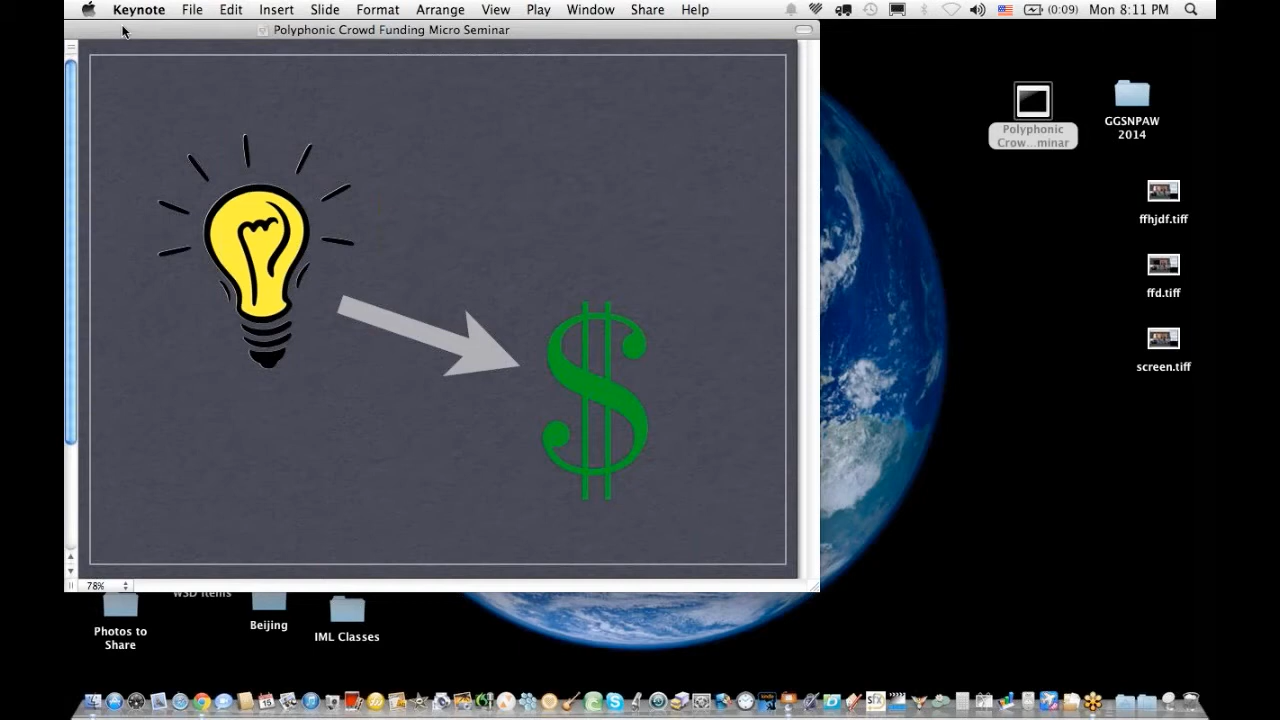 Keynote File Edit Insert Slide Format Arrange View Play Window Share Help (0:09) Mon 8:11 PM
Polyphonic Crowd Funding Micro Seminar
Polyphonic
Crow...minar
GGSNPAW
2014
ffhjdf.tiff
ffd.tiff
screen.tiff
$
78%
WSD Items
Photos to
Share
Beijing
IML Classes